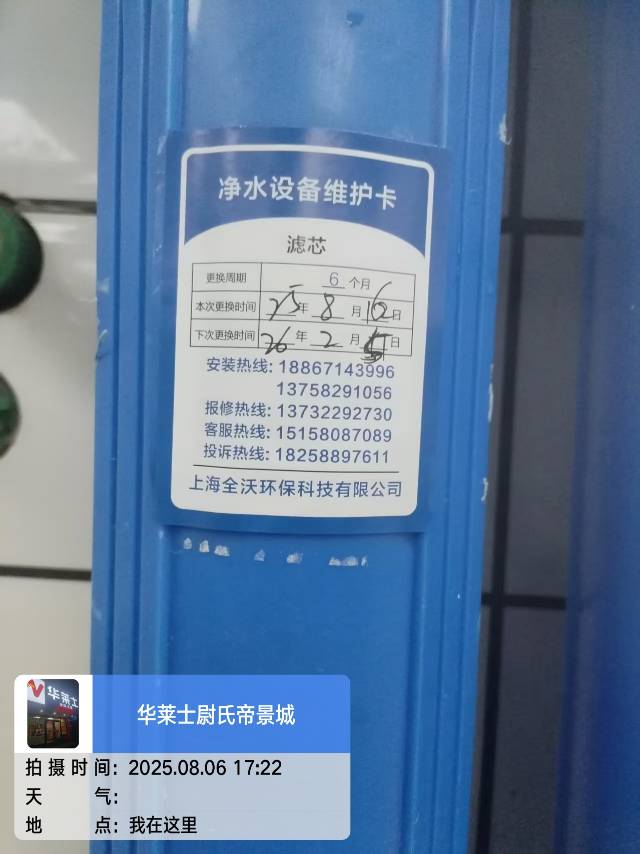 净水设备维护卡
滤芯
更换周期 6 个月
本次更换时间 25年 8 月 日
下次更换时间 26 年 2 月 日
安装热线: 18867143996
13758291056
报修热线: 13732292730
客服热线: 15158087089
投诉热线: 18258897611
上海全沃环保科技有限公司
华莱士尉氏帝景城
拍摄时间: 2025.08.06 17:22
天气:
地点: 我在这里